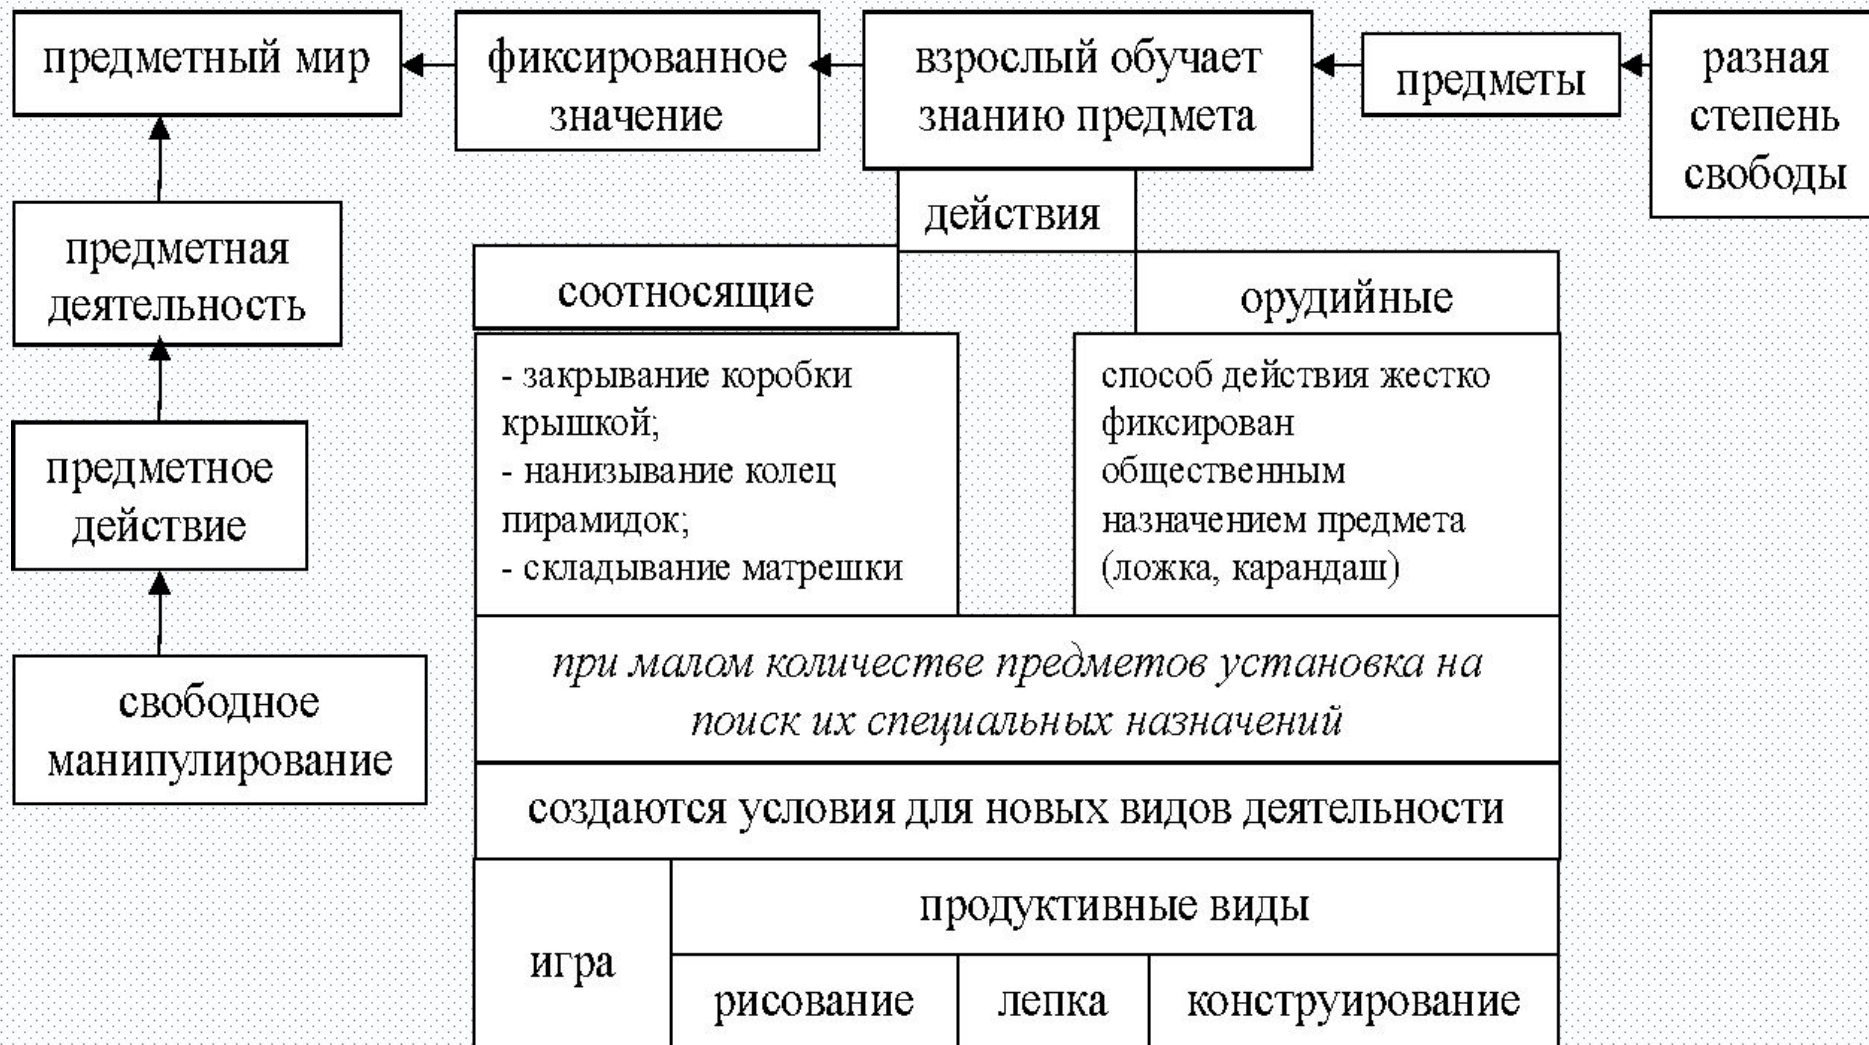 предметный мир
фиксированное
значение
взрослый обучает
знанию предмета
предметы
разная
степень
свободы
действия
предметная
деятельность
соотносящие
орудийные
- закрывание коробки
крышкой;
- нанизывание колец
пирамидок;
- складывание матрешки
способ действия жестко
фиксирован
общественным
назначением предмета
(ложка, карандаш)
предметное
действие
свободное
манипулирование
при малом количестве предметов установка на
поиск их специальных назначений
создаются условия для новых видов деятельности
игра
продуктивные виды
рисование
лепка
конструирование